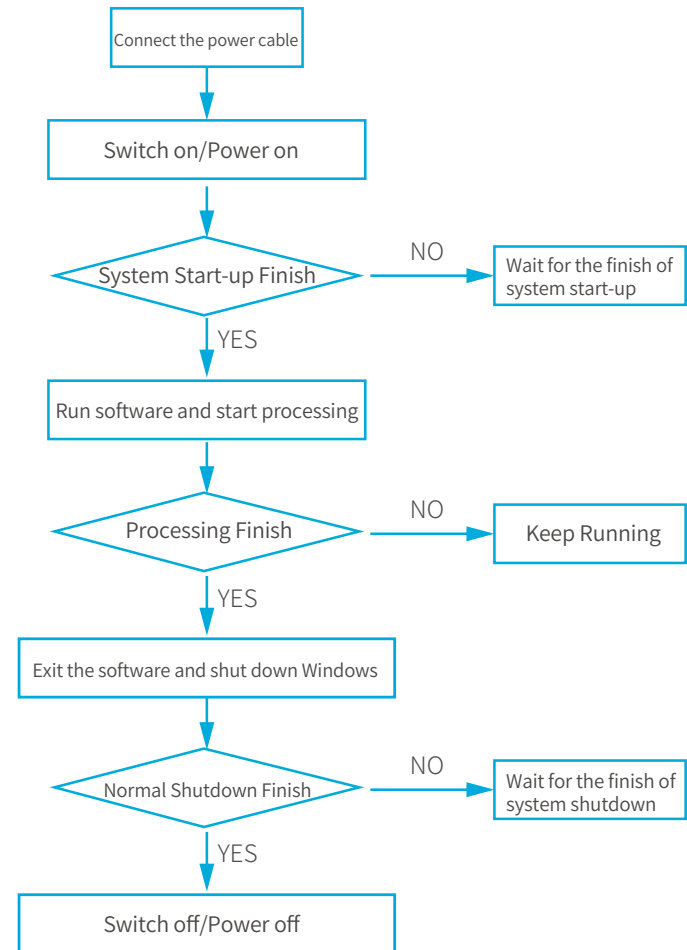 Connect the power cable
Switch on/Power on
System Start-up Finish
NO
Wait for the finish of
system start-up
YES
Run software and start processing
Processing Finish
NO
Keep Running
YES
Exit the software and shut down Windows
Normal Shutdown Finish
NO
Wait for the finish of
system shutdown
YES
Switch off/Power off